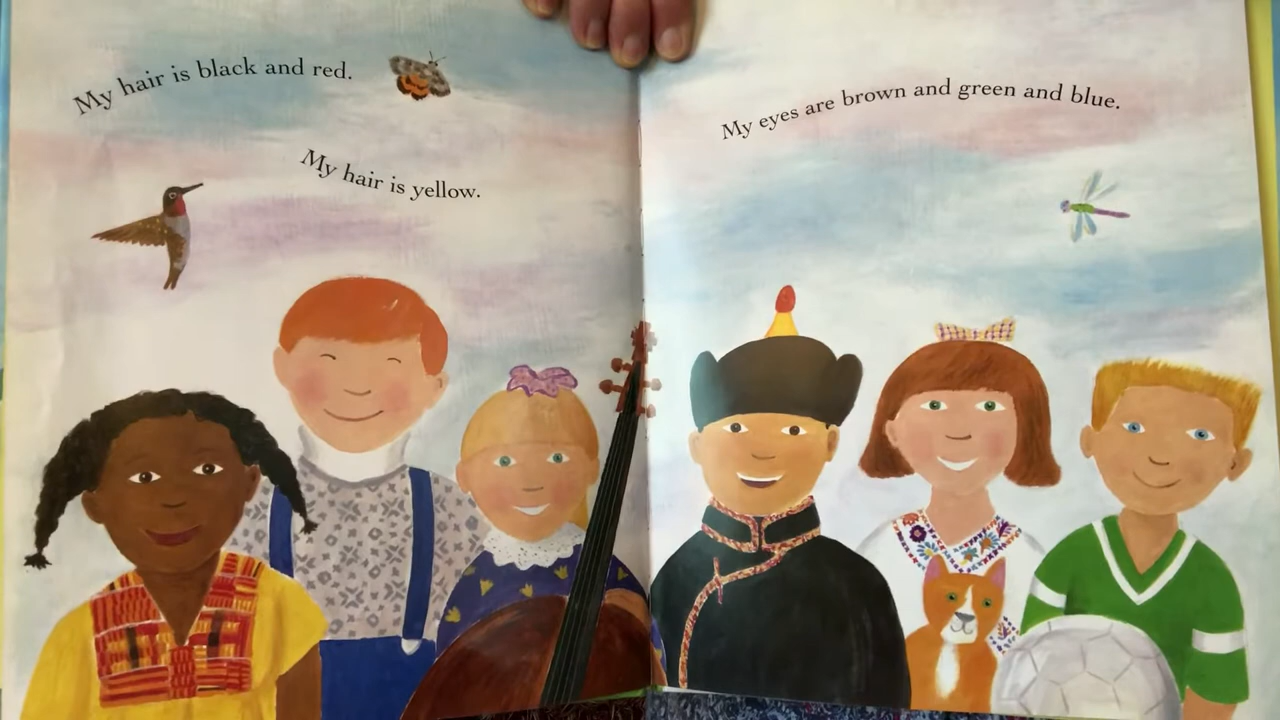 My hair is black and red.
My hair is yellow.
My eyes are brown and green and blue.